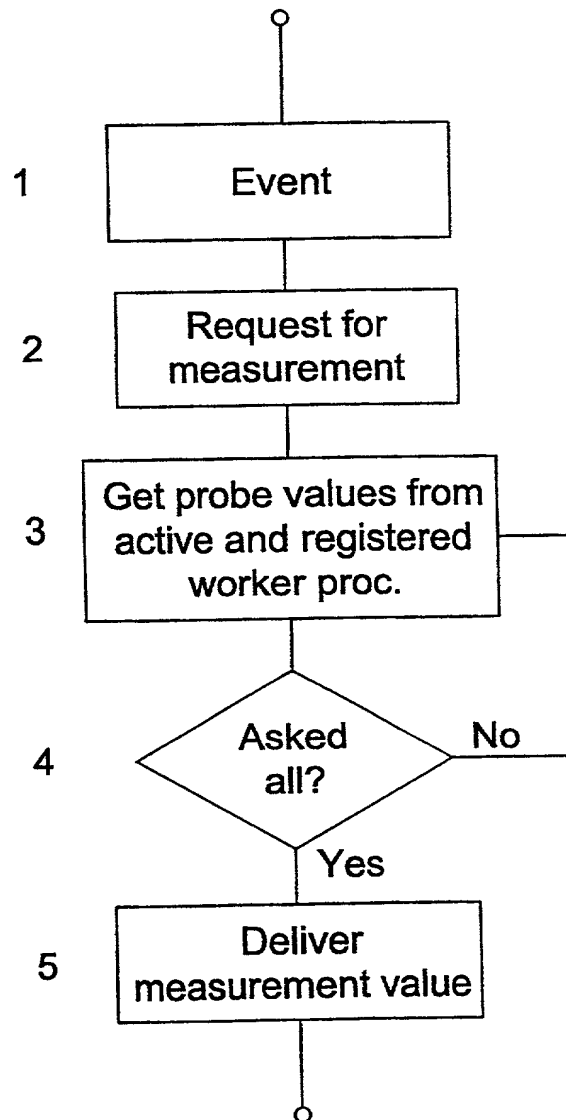 1
Event
2
Request for
measurement
3
Get probe values from
active and registered
worker proc.
4
Asked
all?
No
Yes
5
Deliver
measurement value